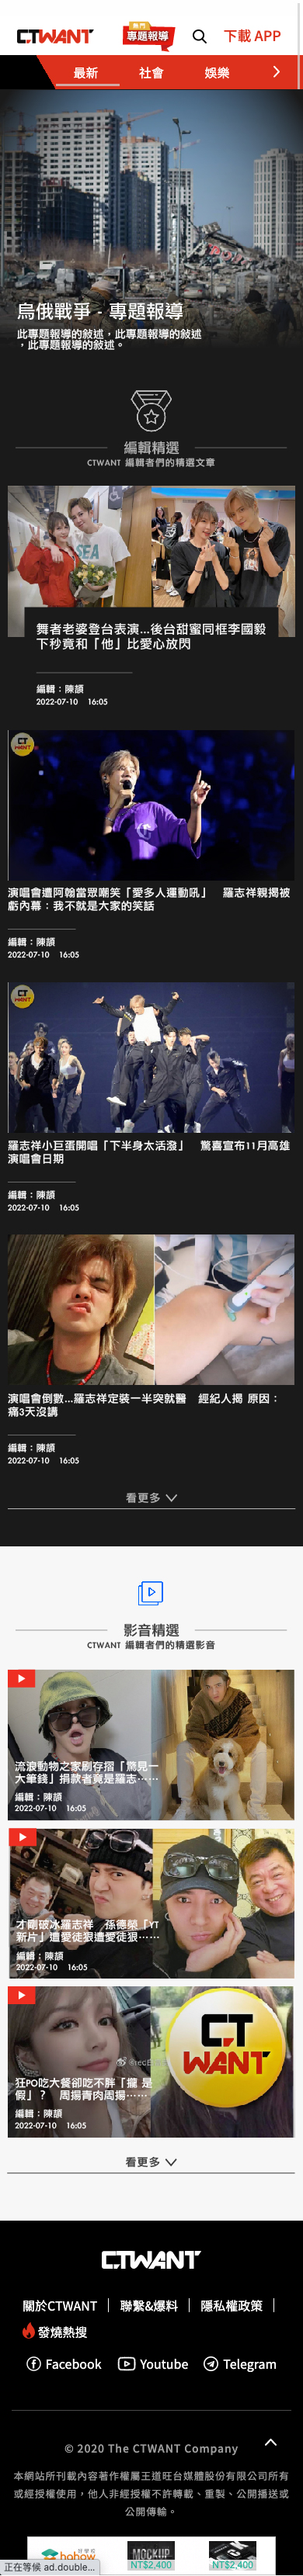 CTWANT
熱門
專題報導
下載 APP
最新
社會
娛樂
烏俄戰爭 - 專題報導
此專題報導的敘述，此專題報導的敘述
，此專題報導的敘述。
編輯精選
CTWANT 編輯者們的精選文章
舞者老婆登台表演...後台甜蜜同框李國毅
下秒竟和「他」比愛心放閃
編輯：陳頡
2022-07-10 16:05
CT
WANT
演唱會遭阿翰當眾嘲笑「愛多人運動吼」　羅志祥親揭被
虧內幕：我不就是大家的笑話
編輯：陳頡
2022-07-10 16:05
CT
WANT
羅志祥小巨蛋開唱「下半身太活潑」　驚喜宣布11月高雄
演唱會日期
編輯：陳頡
2022-07-10 16:05
演唱會倒數...羅志祥定裝一半突就醫　經紀人揭 原因：
痛3天沒講
編輯：陳頡
2022-07-10 16:05
看更多
影音精選
CTWANT 編輯者們的精選影音
流浪動物之家刷存摺「驚見一
大筆錢」捐款者竟是羅志……
編輯：陳頡
2022-07-10 16:05
才剛破冰羅志祥　孫德榮「YT
新片」遭愛徒狠遭愛徒狠……
編輯：陳頡
2022-07-10 16:05
狂PO吃大餐卻吃不胖「攏 是
假」？　周揚青肉周揚……
編輯：陳頡
2022-07-10 16:05
CT
WANT
看更多
CTWANT
關於CTWANT
聯繫&爆料
隱私權政策
發燒熱搜
Facebook
Youtube
Telegram
© 2020 The CTWANT Company
本網站所刊載內容著作權屬王道旺台媒體股份有限公司所有
或經授權使用，他人非經授權不許轉載、重製、公開播送或
公開傳輸。
MOCKUP
NT$2,400
NT$2,400
正在等候 ad.double...